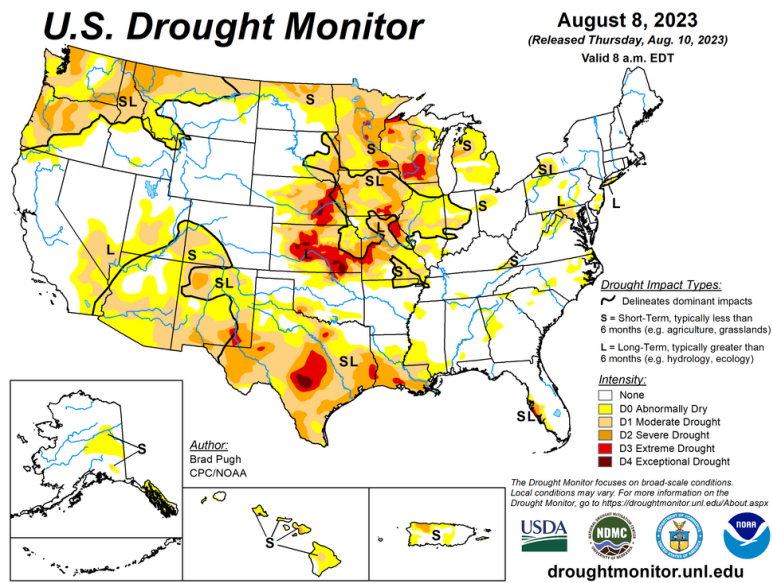 U.S. Drought Monitor
August 8, 2023
(Released Thursday, Aug. 10, 2023)
Valid 8 a.m. EDT
SL
S
S
S
SL
S
SL
L
L
S
L
L
S
S
L
S
SL
SL
SL
Drought Impact Types:
Delineates dominant impacts
S = Short-Term, typically less than
6 months (e.g. agriculture, grasslands)
L = Long-Term, typically greater than
6 months (e.g. hydrology, ecology)
Intensity:
None
D0 Abnormally Dry
D1 Moderate Drought
D2 Severe Drought
D3 Extreme Drought
D4 Exceptional Drought
S
Author:
Brad Pugh
CPC/NOAA
S
S
The Drought Monitor focuses on broad-scale conditions.
Local conditions may vary. For more information on the
Drought Monitor, go to https://droughtmonitor.unl.edu/About.aspx
USDA
NDMC
NOAA
droughtmonitor.unl.edu